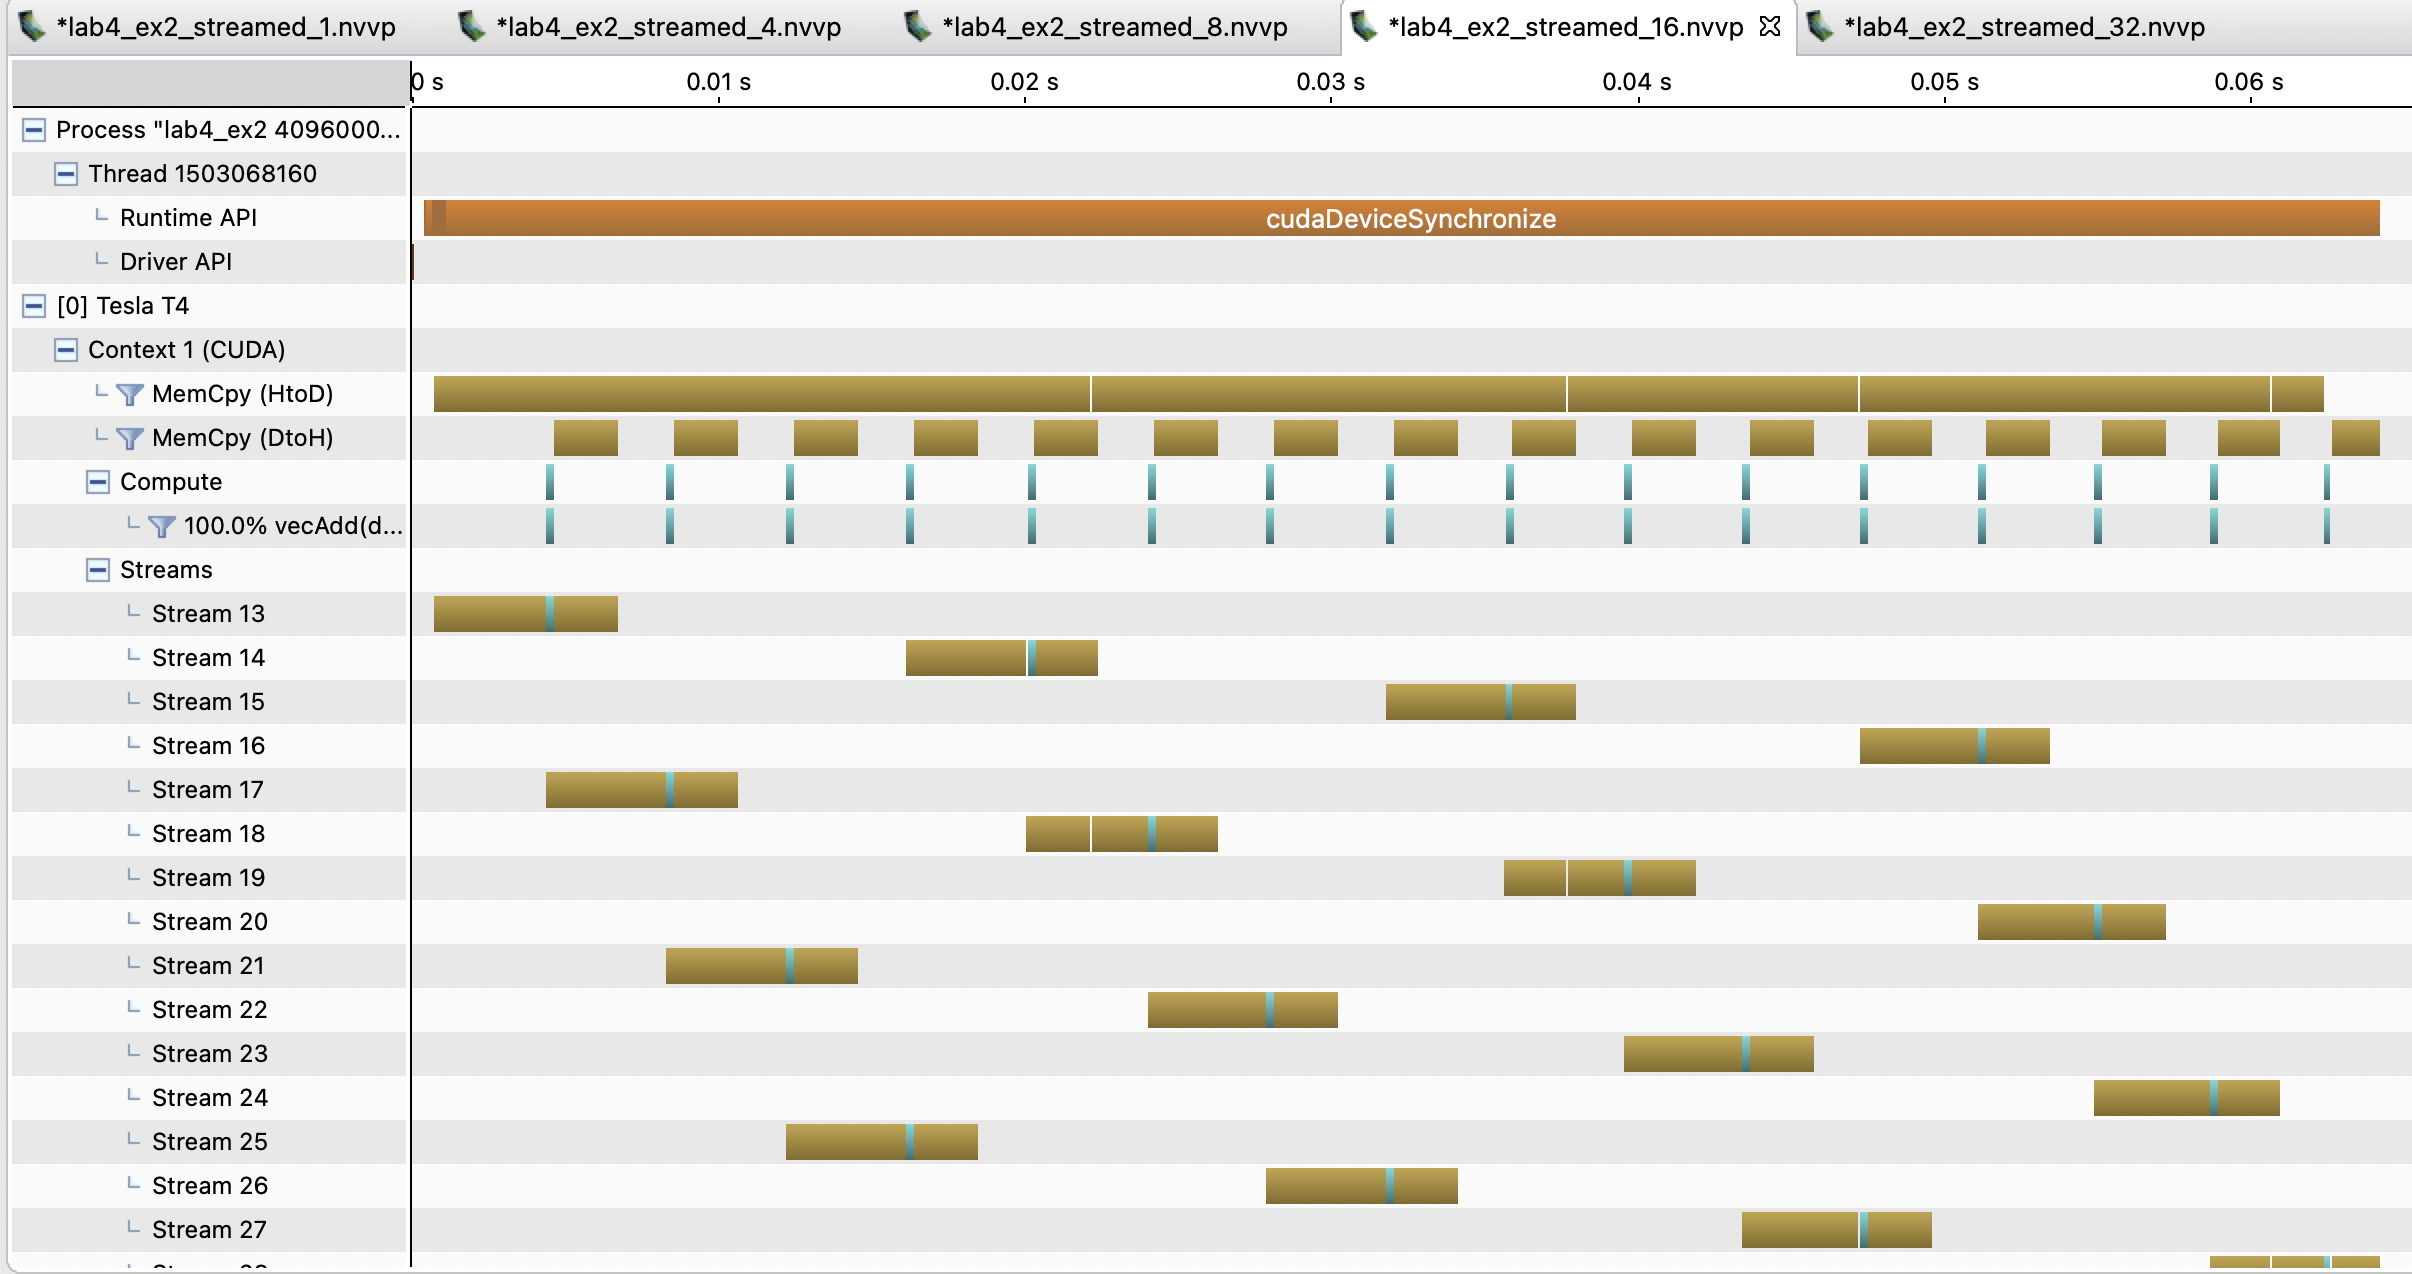 *lab4_ex2_streamed_1.nvvp *lab4_ex2_streamed_4.nvvp *lab4_ex2_streamed_8.nvvp *lab4_ex2_streamed_16.nvvp *lab4_ex2_streamed_32.nvvp
0 s 0.01 s 0.02 s 0.03 s 0.04 s 0.05 s 0.06 s
Process "lab4_ex2 4096000...
Thread 1503068160
Runtime API cudaDeviceSynchronize
Driver API
[0] Tesla T4
Context 1 (CUDA)
MemCpy (HtoD)
MemCpy (DtoH)
Compute
100.0% vecAdd(d...
Streams
Stream 13
Stream 14
Stream 15
Stream 16
Stream 17
Stream 18
Stream 19
Stream 20
Stream 21
Stream 22
Stream 23
Stream 24
Stream 25
Stream 26
Stream 27